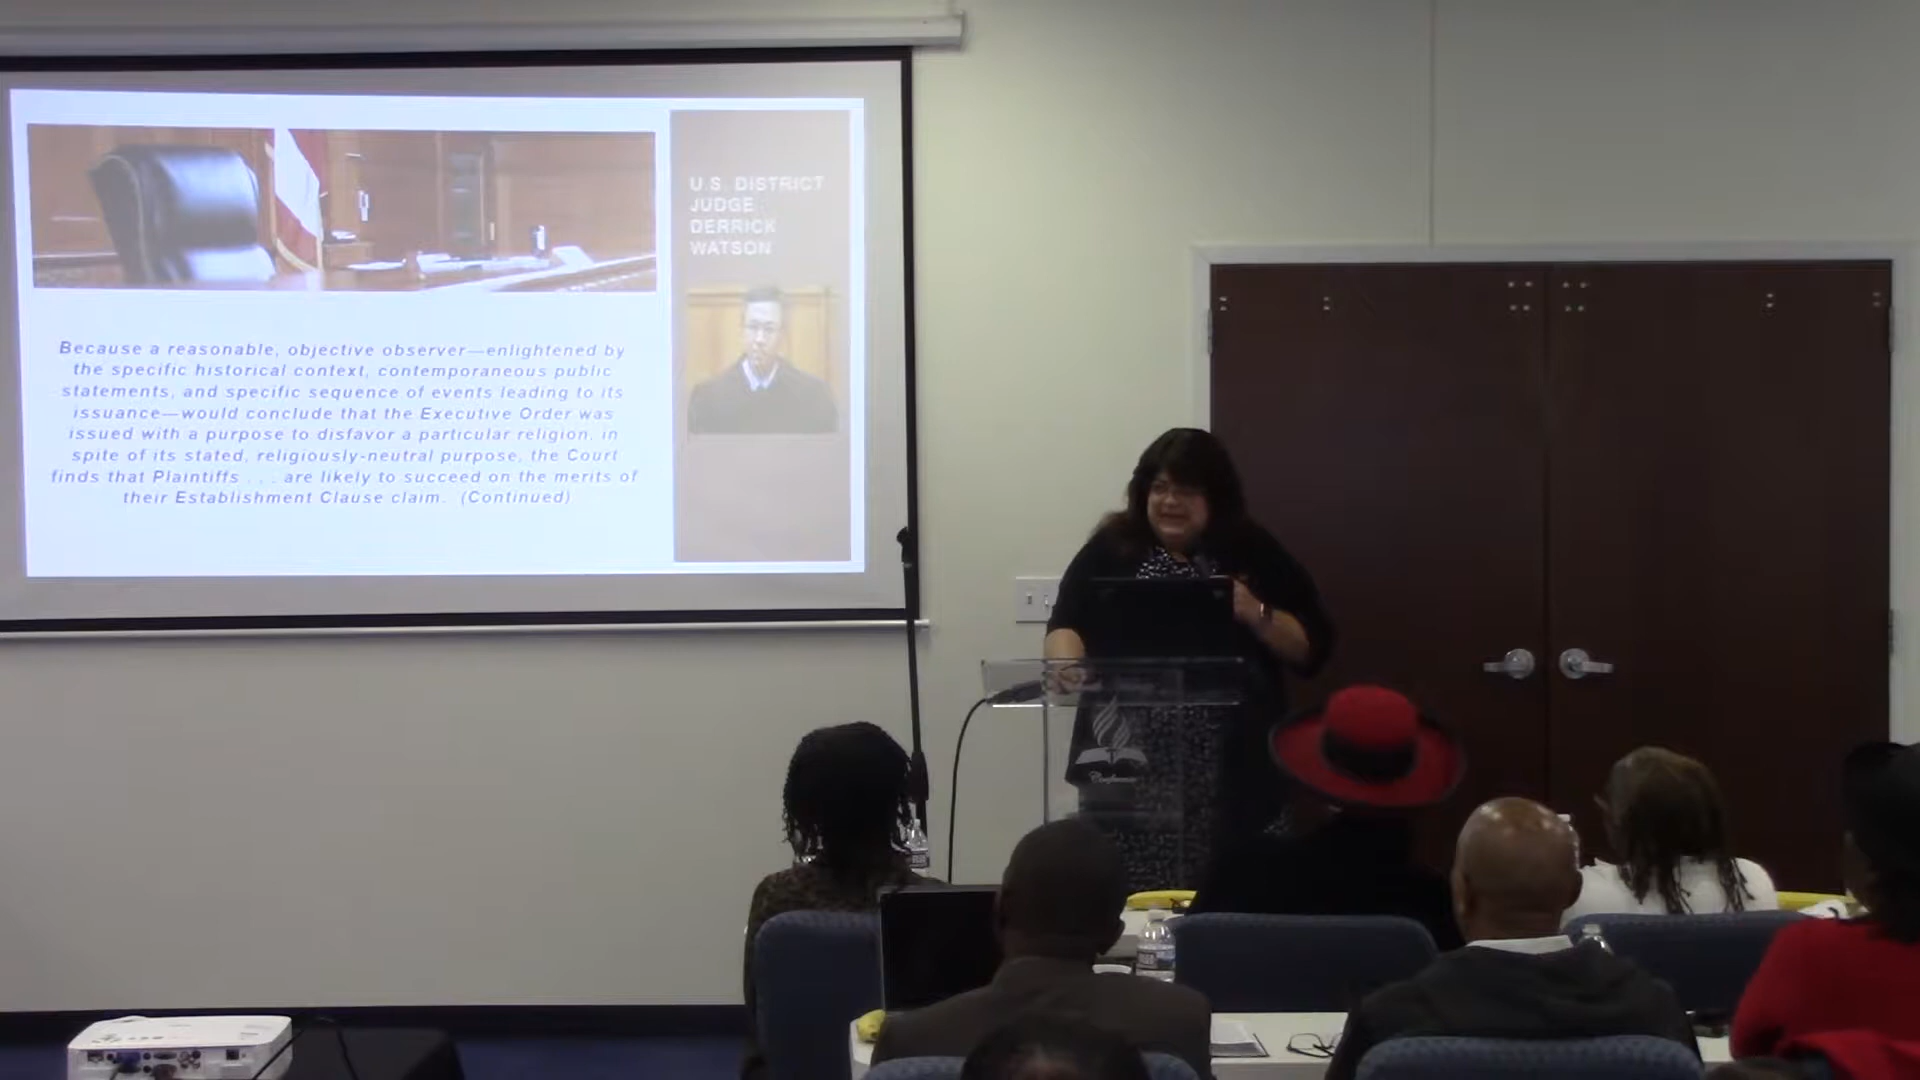 U.S. DISTRICT
JUDGE
DERRICK
WATSON
Because a reasonable, objective observer—enlightened by
the specific historical context, contemporaneous public
statements, and specific sequence of events leading to its
issuance—would conclude that the Executive Order was
issued with a purpose to disfavor a particular religion, in
spite of its stated, religiously-neutral purpose, the Court
finds that Plaintiffs . . . are likely to succeed on the merits of
their Establishment Clause claim. (Continued)
Conference